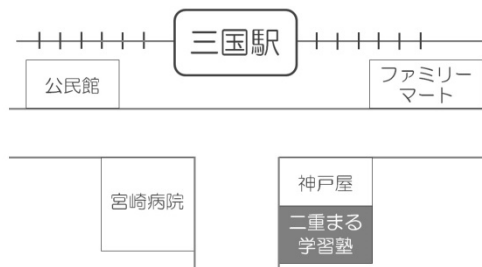 三国駅
公民館
ファミリー
マート
宮崎病院
神戸屋
二重まる
学習塾